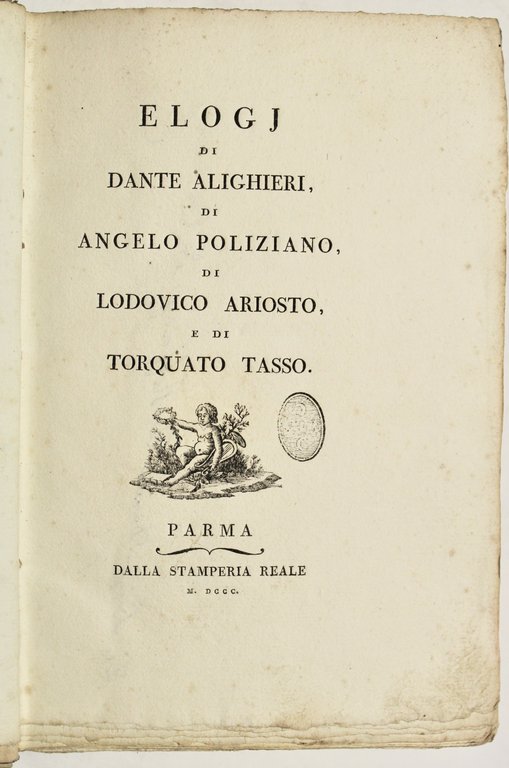 ELOGJ
DI
DANTE ALIGHIERI,
DI
ANGELO POLIZIANO,
DI
LODOVICO ARIOSTO,
E DI
TORQUATO TASSO.
PARMA
DALLA STAMPERIA REALE
M. DCCC.